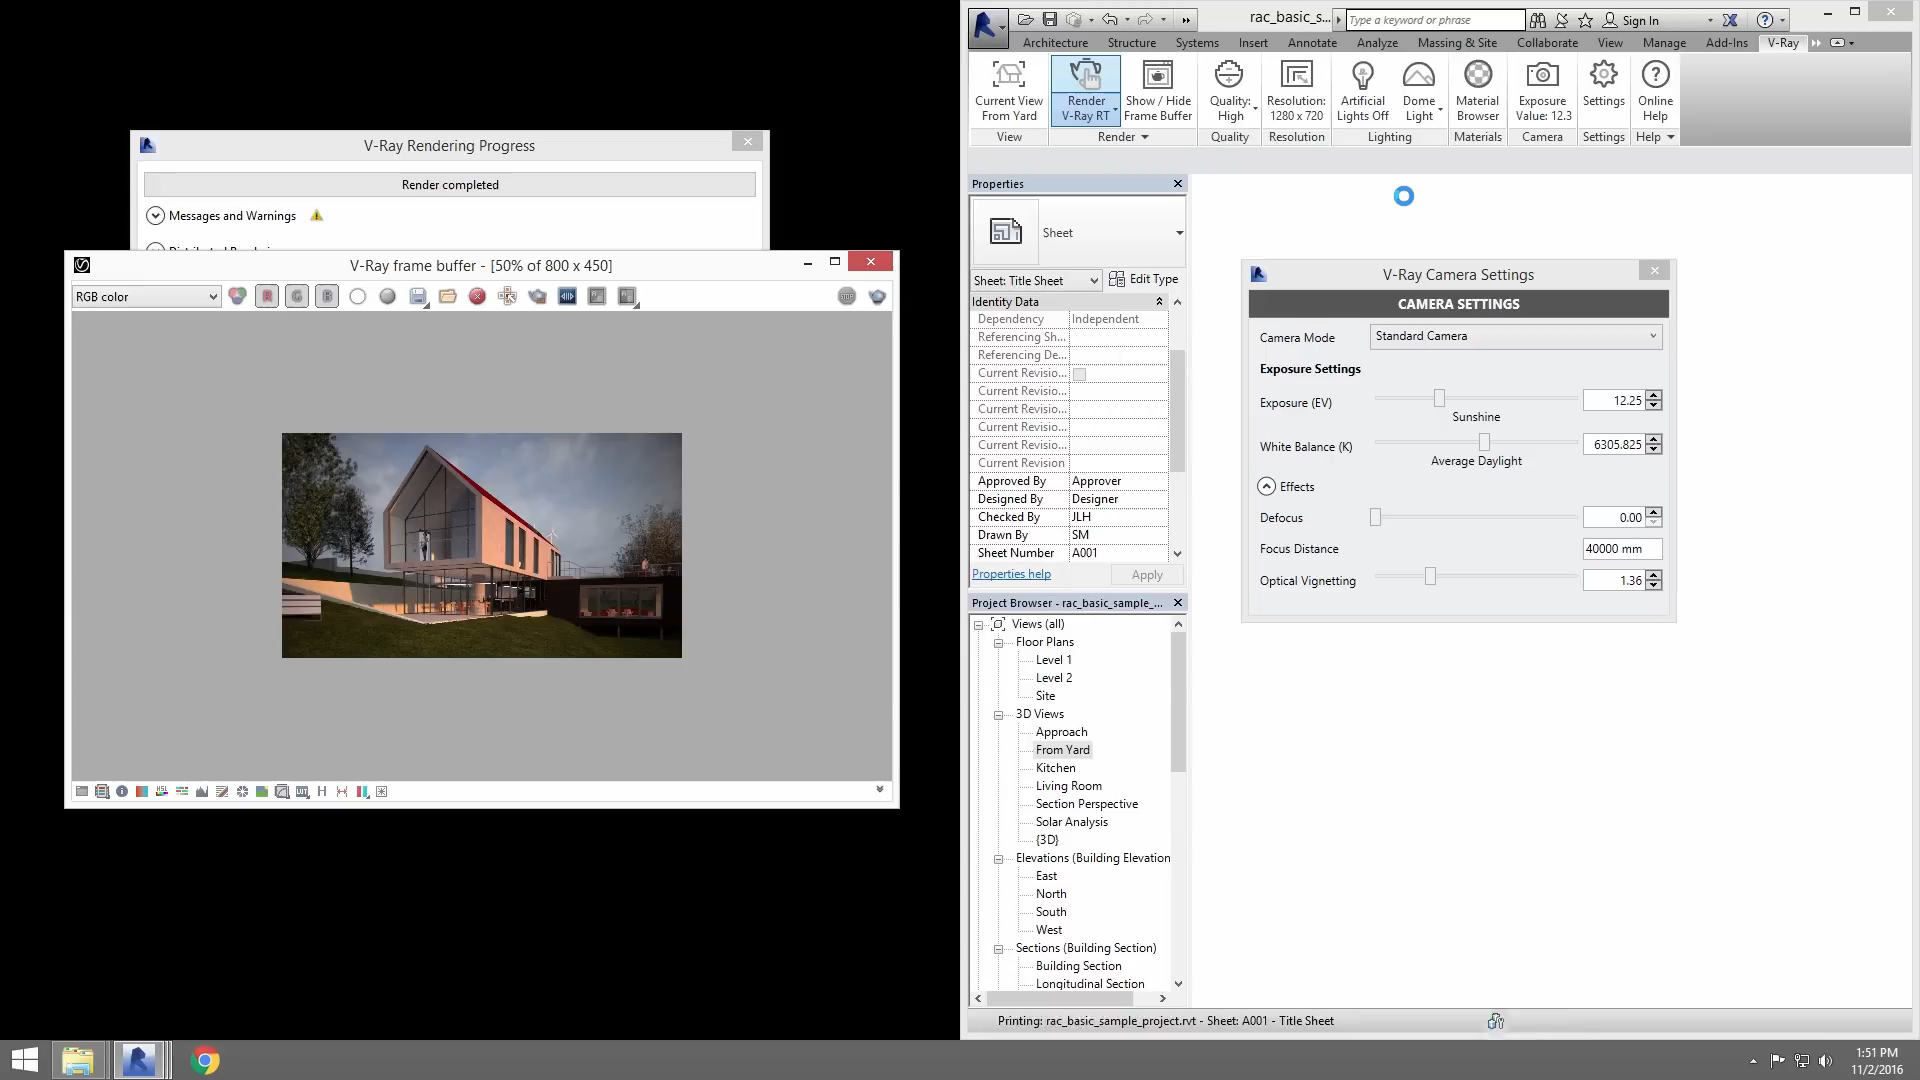 rac_basic_s...
Type a keyword or phrase
Sign In
Architecture
Structure
Systems
Insert
Annotate
Analyze
Massing & Site
Collaborate
View
Manage
Add-Ins
V-Ray
Current View
From Yard
Render
V-Ray RT
Show / Hide
Frame Buffer
Quality:
High
Resolution:
1280 x 720
Artificial
Lights Off
Dome
Light
Material
Browser
Exposure
Value: 12.3
Settings
Online
Help
View
Render
Quality
Resolution
Lighting
Materials
Camera
Settings
Help
V-Ray Rendering Progress
Render completed
Messages and Warnings
V-Ray frame buffer - [50% of 800 x 450]
RGB color
R
G
B
STOP
HSL
LUT
H
Properties
Sheet
Sheet: Title Sheet
Edit Type
Identity Data
Dependency Independent
Referencing Sh...
Referencing De...
Current Revisio...
Current Revisio...
Current Revisio...
Current Revisio...
Current Revisio...
Current Revision
Approved By Approver
Designed By Designer
Checked By JLH
Drawn By SM
Sheet Number A001
Properties help
Apply
Project Browser - rac_basic_sample_...
Views (all)
Floor Plans
Level 1
Level 2
Site
3D Views
Approach
From Yard
Kitchen
Living Room
Section Perspective
Solar Analysis
{3D}
Elevations (Building Elevation
East
North
South
West
Sections (Building Section)
Building Section
Longitudinal Section
V-Ray Camera Settings
CAMERA SETTINGS
Camera Mode Standard Camera
Exposure Settings
Exposure (EV) 12.25
Sunshine
White Balance (K) 6305.825
Average Daylight
Effects
Defocus 0.00
Focus Distance 40000 mm
Optical Vignetting 1.36
Printing: rac_basic_sample_project.rvt - Sheet: A001 - Title Sheet
1:51 PM
11/2/2016